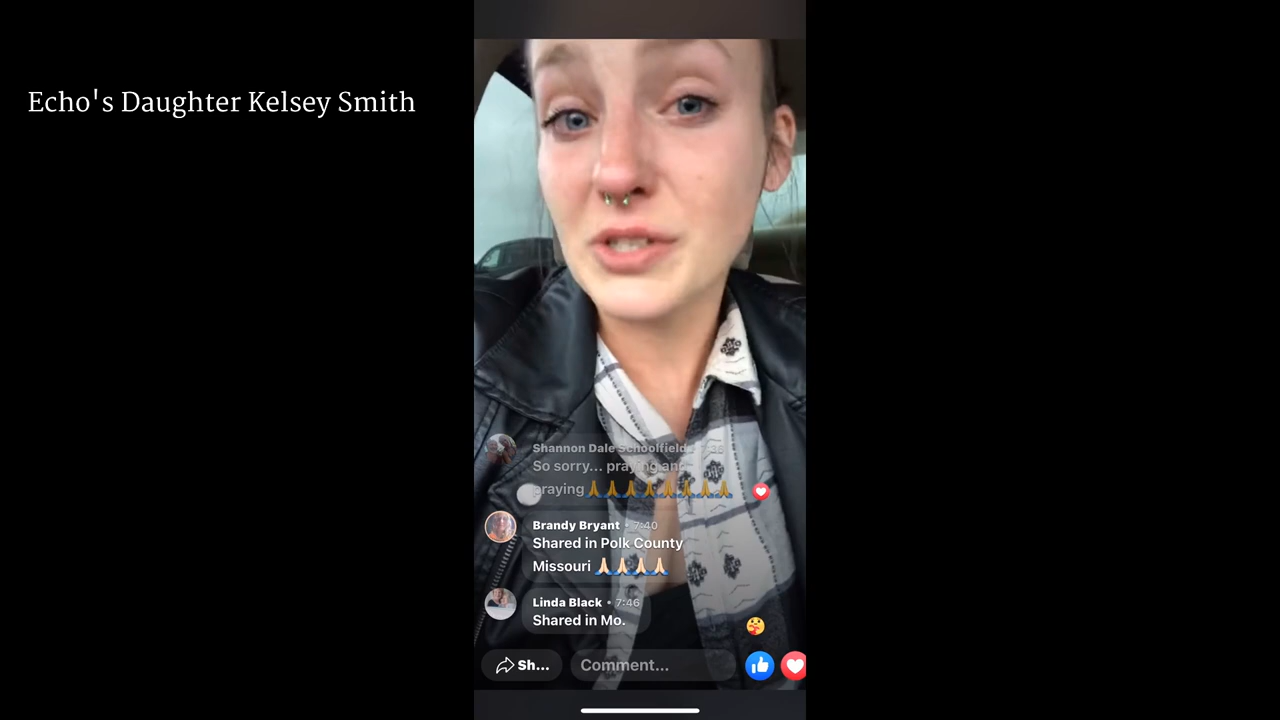 Echo's Daughter Kelsey Smith
Shannon Dale Schoolfield
So sorry... praying and
praying 🙏🙏🙏🙏🙏🙏🙏🙏
Brandy Bryant • 7:40
Shared in Polk County
Missouri 🙏🏻🙏🏻🙏🏻🙏🏻
Linda Black • 7:46
Shared in Mo.
Sh...
Comment...